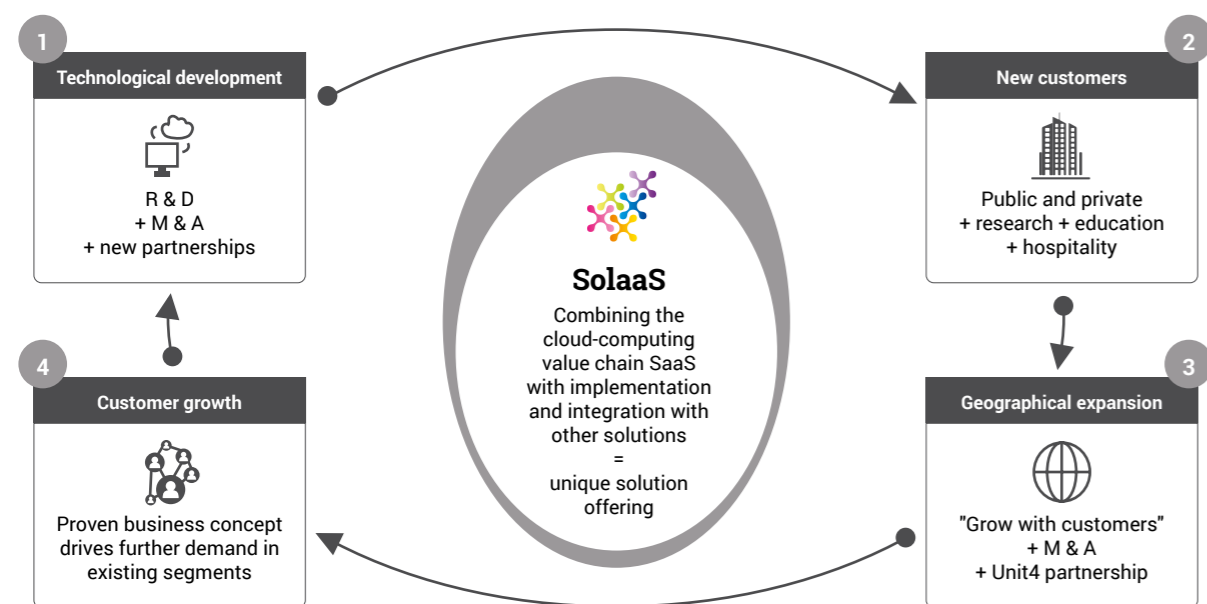 1
Technological development
R & D
+ M & A
+ new partnerships
2
New customers
Public and private
+ research + education
+ hospitality
SolaaS
Combining the
cloud-computing
value chain SaaS
with implementation
and integration with
other solutions
=
unique solution
offering
4
Customer growth
Proven business concept
drives further demand in
existing segments
3
Geographical expansion
"Grow with customers"
+ M & A
+ Unit4 partnership